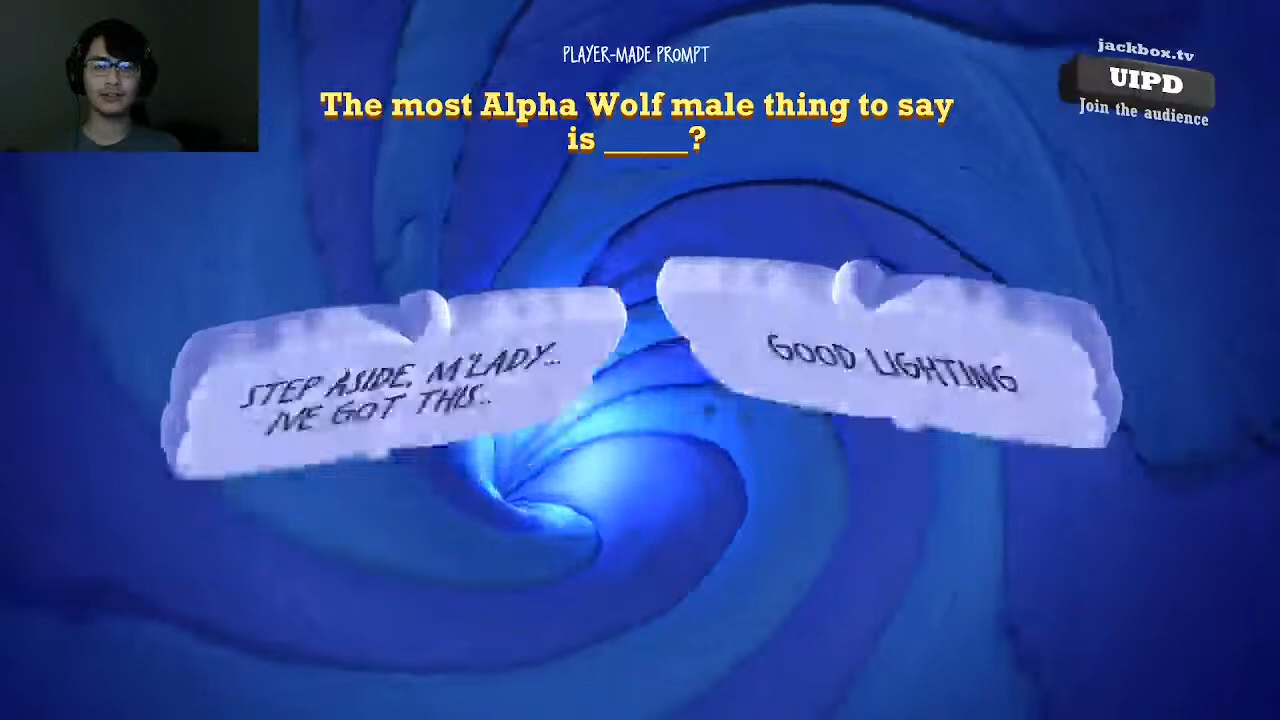 PLAYER-MADE PROMPT
The most Alpha Wolf male thing to say
is _____?
jackbox.tv
UIPD
Join the audience
STEP ASIDE, M'LADY...
I'VE GOT THIS..
GOOD LIGHTING